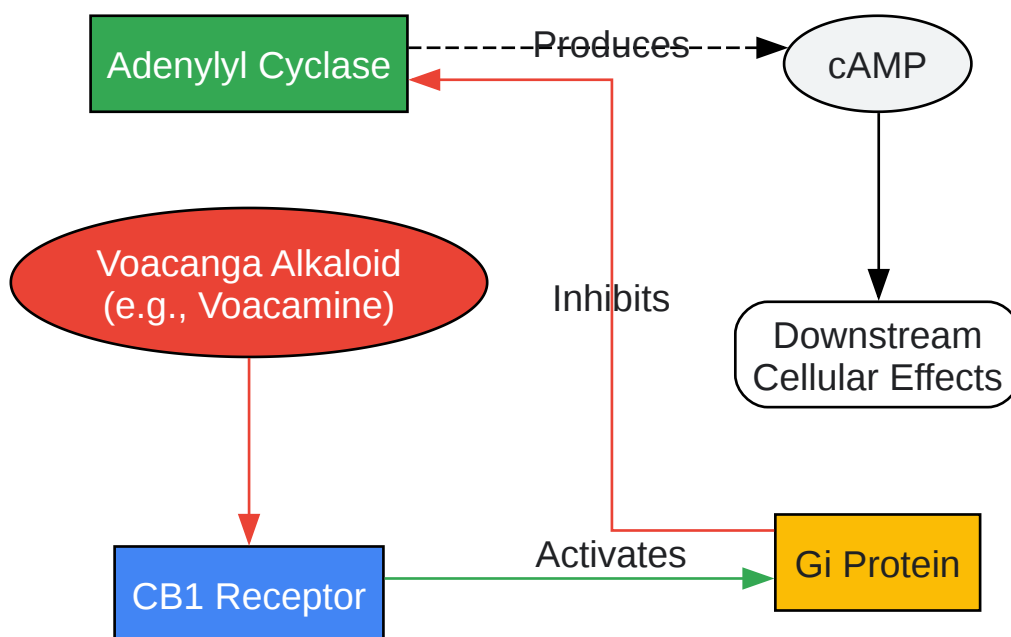 Adenylyl Cyclase
Produces
cAMP
Voacanga Alkaloid
(e.g., Voacamine)
Inhibits
Downstream
Cellular Effects
CB1 Receptor
Activates
Gi Protein